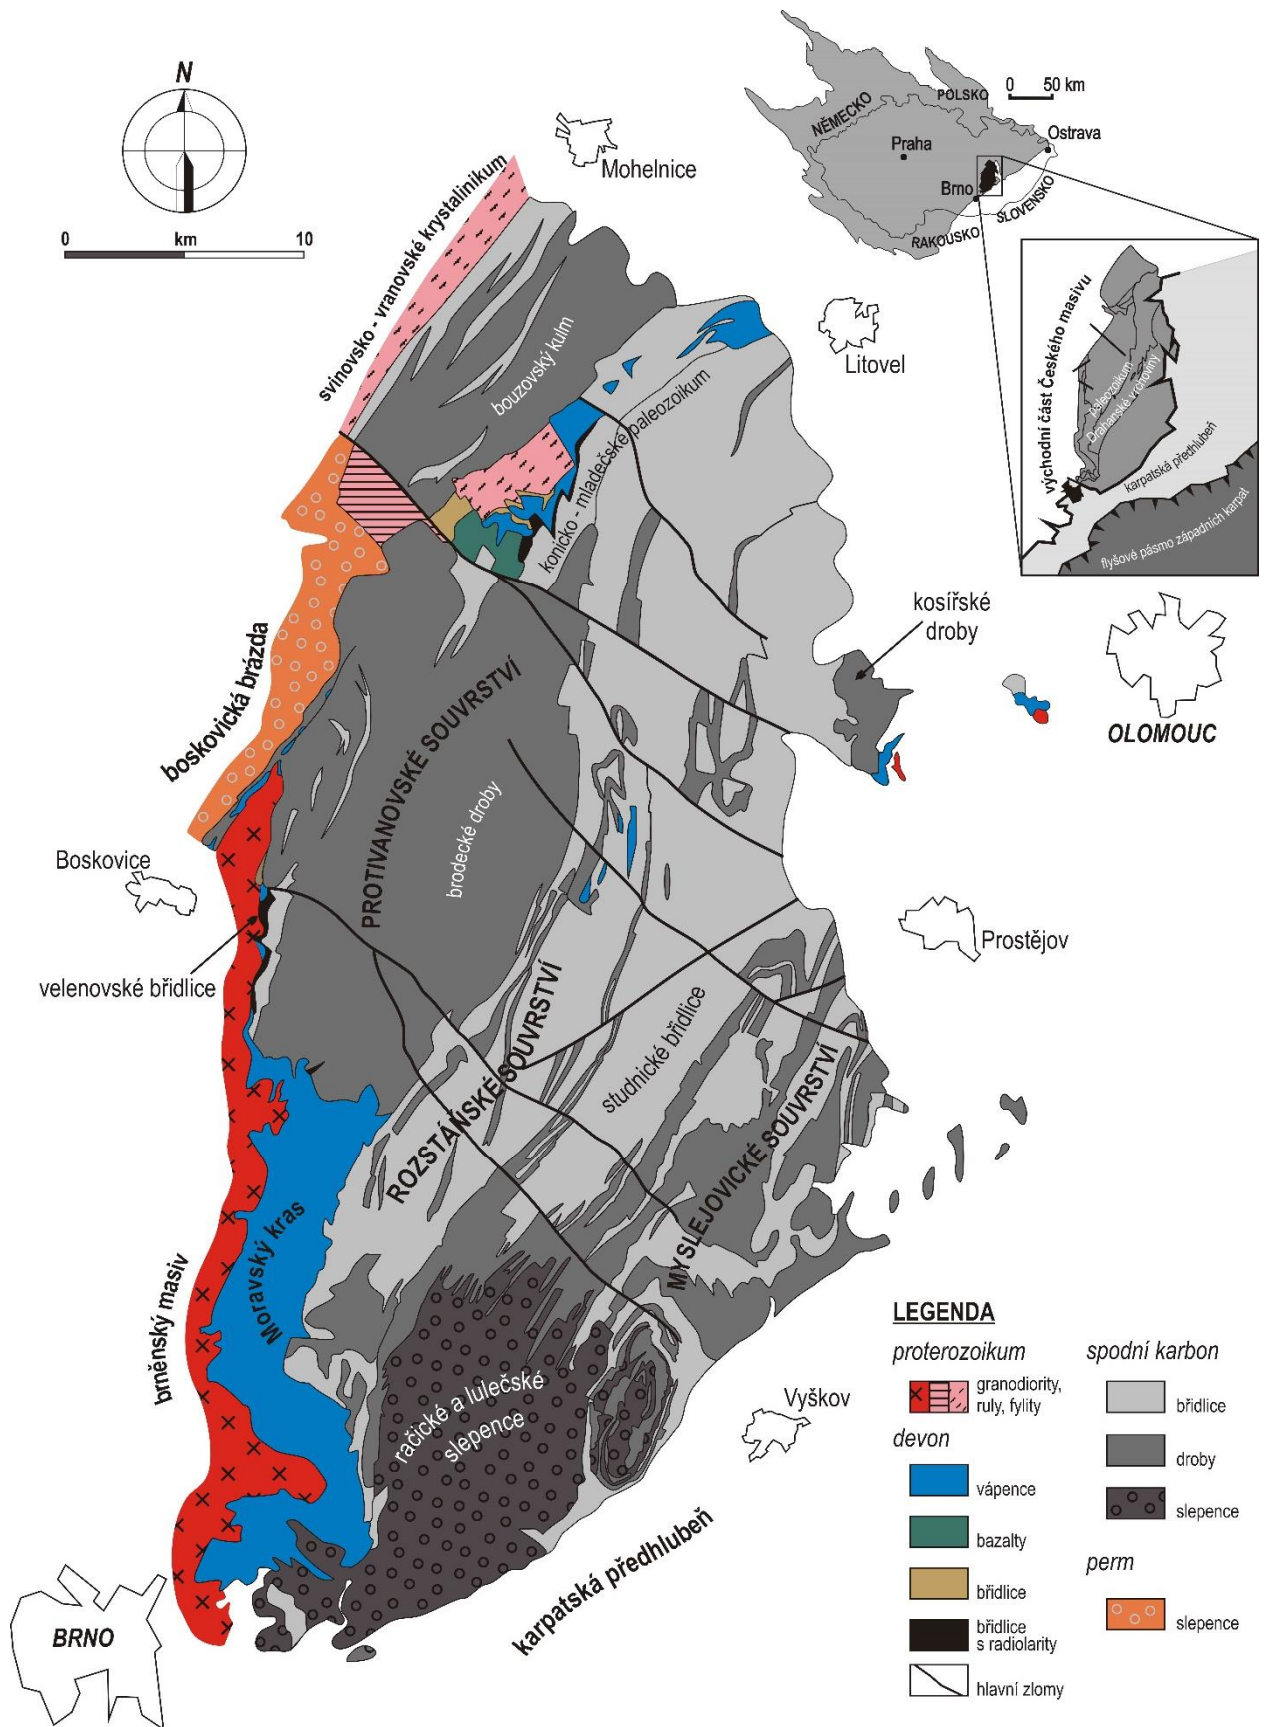 N
0 km 10
Mohelnice
0 50 km
NĚMECKO
POLSKO
Praha
Ostrava
Brno
SLOVENSKO
RAKOUSKO
východní část Českého masivu
paleozoikum
Drahanské vrchoviny
karpatská předhlubeň
flyšové pásmo západních karpat
svinovsko - vranovské krystalinikum
bouzovský kulm
Litovel
konicko - mladečské paleozoikum
kosířské
droby
OLOMOUC
boskovická brázda
PROTIVANOVSKÉ SOUVRSTVÍ
brodecké droby
Boskovice
Prostějov
velenovské břidlice
ROZSTÁNSKÉ SOUVRSTVÍ
studnické břidlice
MYSLEJOVICKÉ SOUVRSTVÍ
Moravský kras
brněnský masiv
račické a lulečské
slepence
Vyškov
karpatská předhlubeň
BRNO
LEGENDA
proterozoikum
granodiority,
ruly, fylity
devon
vápence
bazalty
břidlice
břidlice
s radiolarity
hlavní zlomy
spodní karbon
břidlice
droby
slepence
perm
slepence